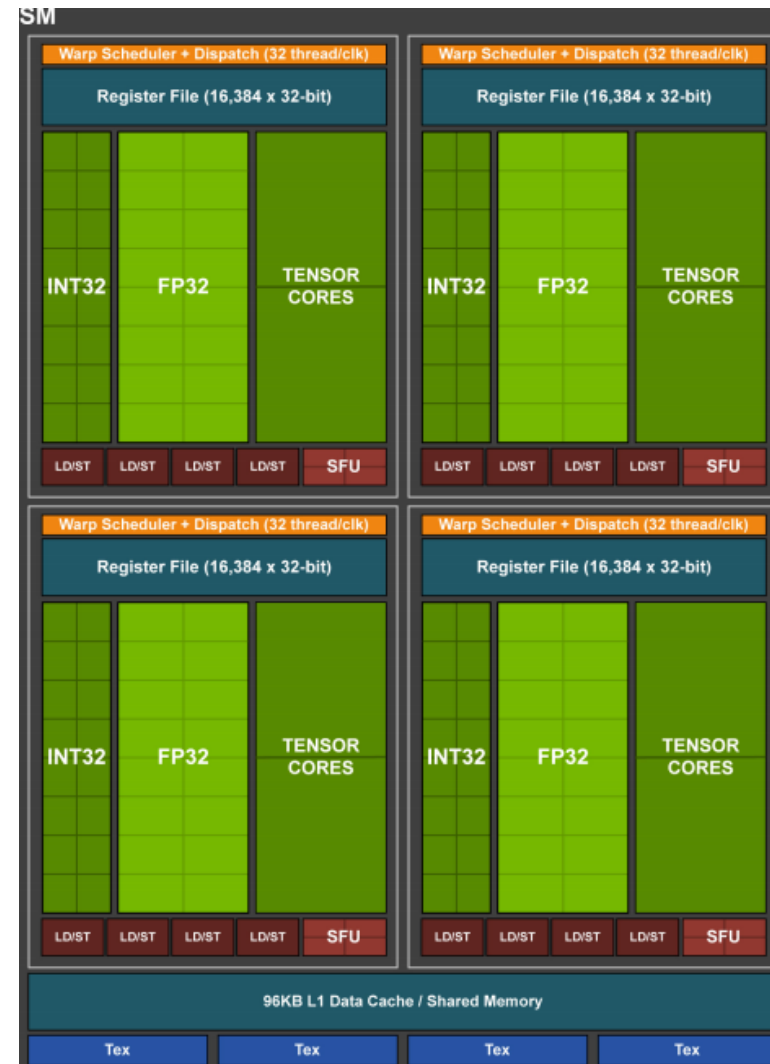 SM
Warp Scheduler + Dispatch (32 thread/clk)
Register File (16,384 x 32-bit)
INT32
FP32
TENSOR
CORES
LD/ST LD/ST LD/ST LD/ST SFU
Warp Scheduler + Dispatch (32 thread/clk)
Register File (16,384 x 32-bit)
INT32
FP32
TENSOR
CORES
LD/ST LD/ST LD/ST LD/ST SFU
Warp Scheduler + Dispatch (32 thread/clk)
Register File (16,384 x 32-bit)
INT32
FP32
TENSOR
CORES
LD/ST LD/ST LD/ST LD/ST SFU
Warp Scheduler + Dispatch (32 thread/clk)
Register File (16,384 x 32-bit)
INT32
FP32
TENSOR
CORES
LD/ST LD/ST LD/ST LD/ST SFU
96KB L1 Data Cache / Shared Memory
Tex Tex Tex Tex